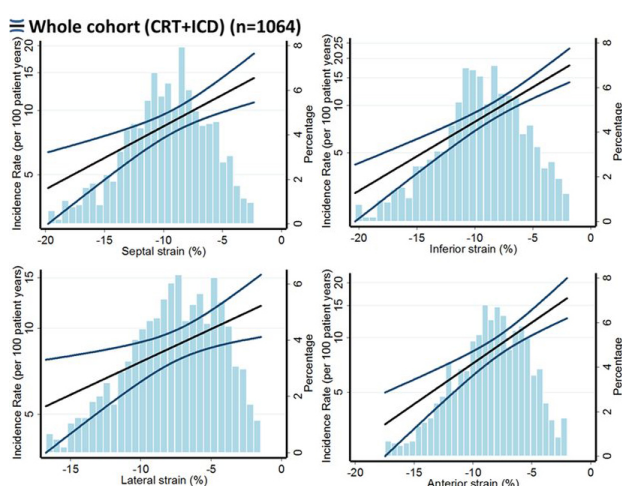 Whole cohort (CRT+ICD) (n=1064)
Incidence Rate (per 100 patient years)
20
15
10
5
8
6
4
2
0
Percentage
-20 -15 -10 -5 0
Septal strain (%)
Incidence Rate (per 100 patient years)
20 25
15
10
5
8
6
4
2
0
Percentage
-20 -15 -10 -5 0
Inferior strain (%)
Incidence Rate (per 100 patient years)
15
10
5
6
4
2
0
Percentage
-15 -10 -5 0
Lateral strain (%)
Incidence Rate (per 100 patient years)
20
15
10
5
8
6
4
2
0
Percentage
-20 -15 -10 -5 0
Anterior strain (%)